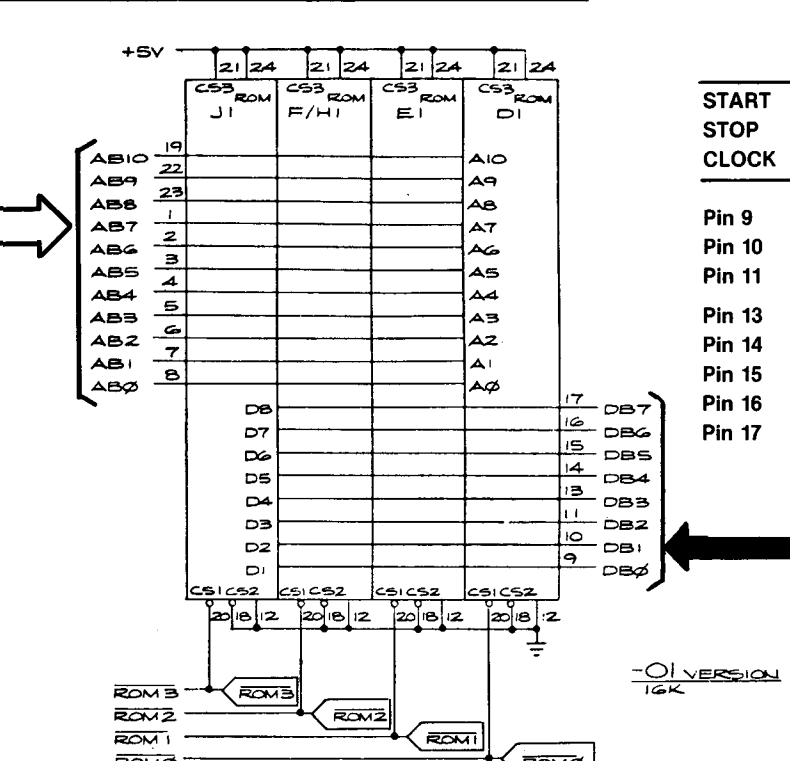 +5V
21 24 21 24 21 24 21 24
CS3 CS3 CS3 CS3
ROM ROM ROM ROM
J1 F/H1 E1 D1
START
STOP
CLOCK
AB10 19 A10
AB9 22 A9
AB8 23 A8
AB7 1 A7
AB6 2 A6
AB5 3 A5
AB4 4 A4
AB3 5 A3
AB2 6 A2
AB1 7 A1
ABØ 8 AØ
Pin 9
Pin 10
Pin 11
Pin 13
Pin 14
Pin 15
Pin 16
Pin 17
D8 17 DB7
D7 16 DB6
D6 15 DB5
D5 14 DB4
D4 13 DB3
D3 11 DB2
D2 10 DB1
D1 9 DBØ
CS1 CS2 CS1 CS2 CS1 CS2 CS1 CS2
20 18 12 20 18 12 20 18 12 20 18 12
-01 VERSION
16K
ROM3 ROM3
ROM2 ROM2
ROM1 ROM1
ROMØ ROMØ